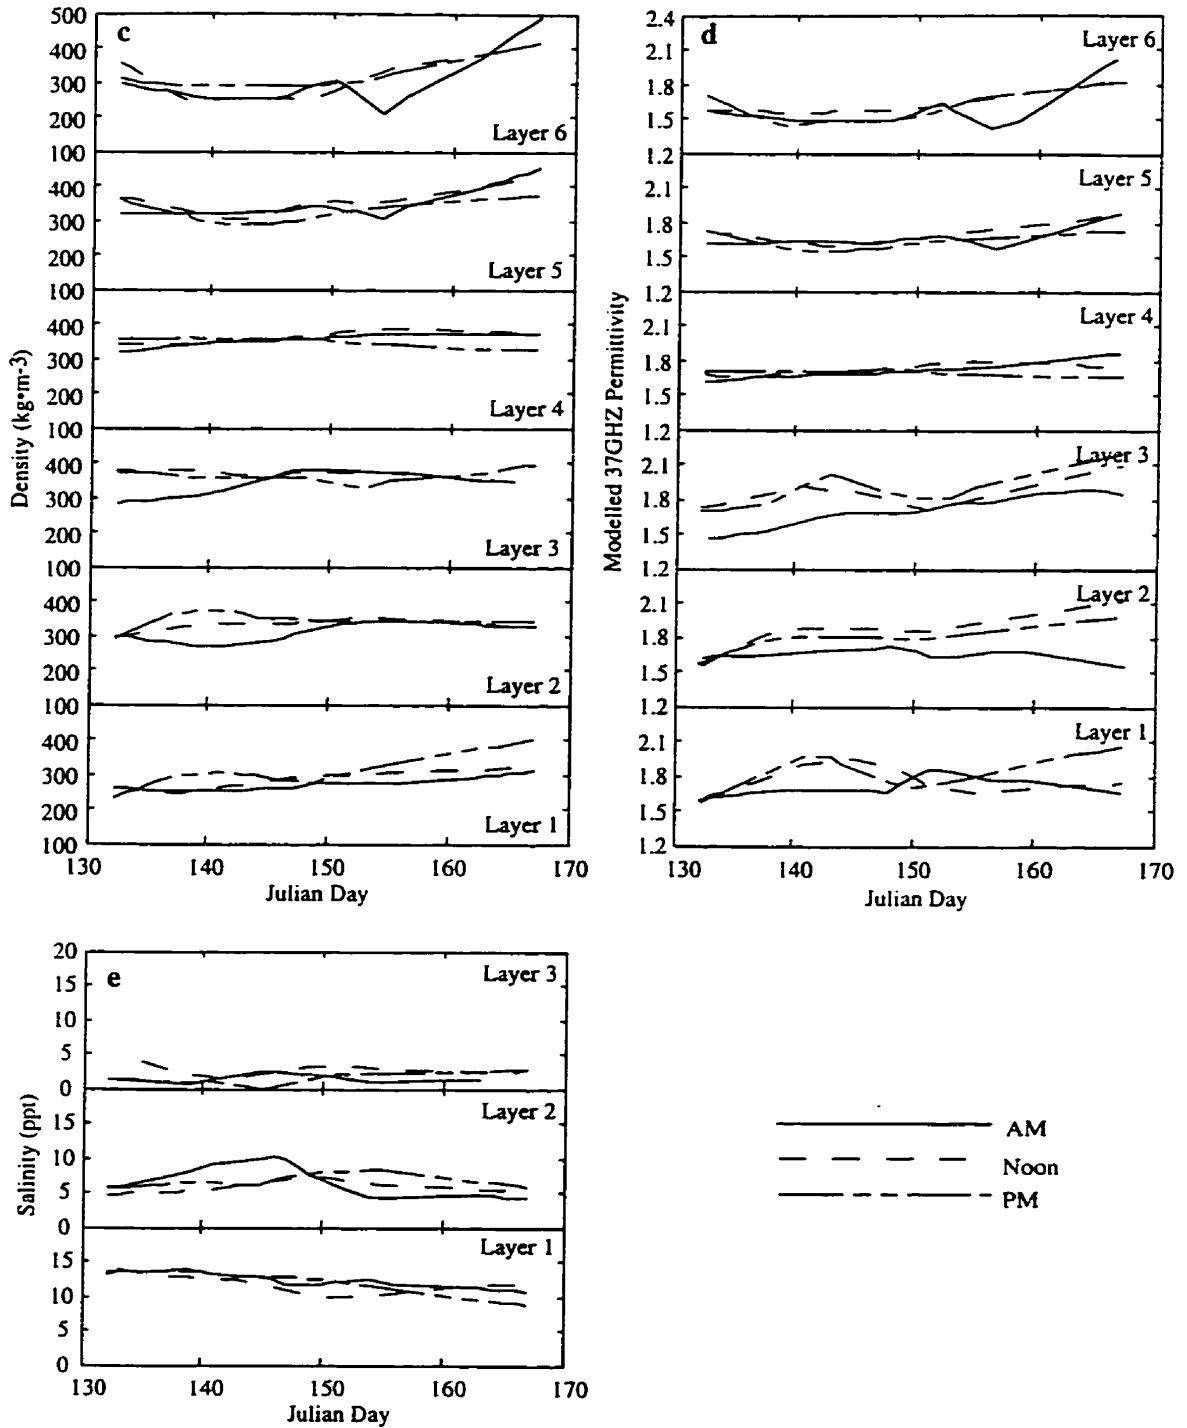 c
500
400
300
200
100
Layer 6
400
300
200
100
Layer 5
400
300
200
100
Layer 4
400
300
200
100
Layer 3
400
300
200
100
Layer 2
400
300
200
100
Layer 1
130 140 150 160 170
Julian Day
Density (kg•m-3)
d
2.4
2.1
1.8
1.5
1.2
Layer 6
2.1
1.8
1.5
1.2
Layer 5
2.1
1.8
1.5
1.2
Layer 4
2.1
1.8
1.5
1.2
Layer 3
2.1
1.8
1.5
1.2
Layer 2
2.1
1.8
1.5
1.2
Layer 1
130 140 150 160 170
Julian Day
Modelled 37GHZ Permittivity
e
20
15
10
5
0
Layer 3
15
10
5
0
Layer 2
15
10
5
0
Layer 1
130 140 150 160 170
Julian Day
Salinity (ppt)
AM
Noon
PM